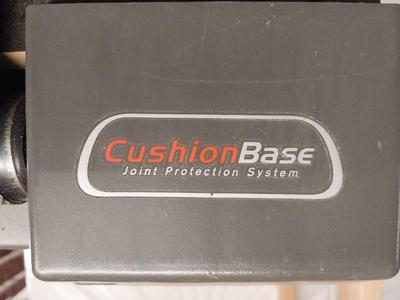 CushionBase
Joint Protection System